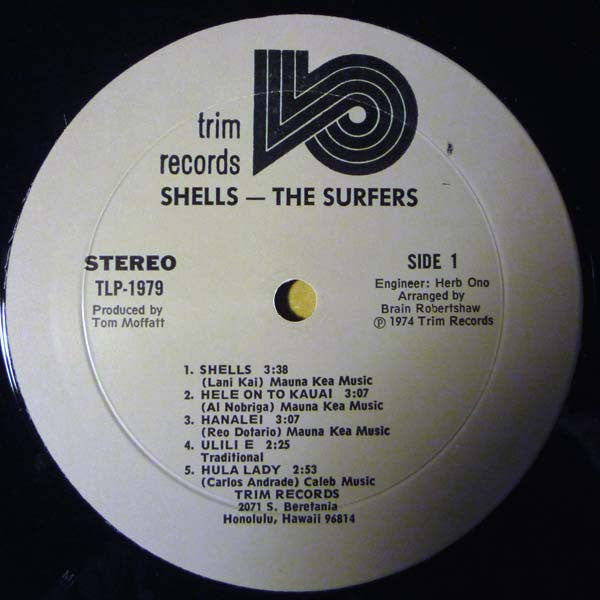 trim
records
SHELLS — THE SURFERS
STEREO
TLP-1979
Produced by
Tom Moffatt
SIDE 1
Engineer: Herb Ono
Arranged by
Brain Robertshaw
Ⓟ 1974 Trim Records
1. SHELLS 3:38
(Lani Kai) Mauna Kea Music
2. HELE ON TO KAUAI 3:07
(Al Nobriga) Mauna Kea Music
3. HANALEI 3:07
(Reo Dotario) Mauna Kea Music
4. ULILI E 2:25
Traditional
5. HULA LADY 2:53
(Carlos Andrade) Caleb Music
TRIM RECORDS
2071 S. Beretania
Honolulu, Hawaii 96814